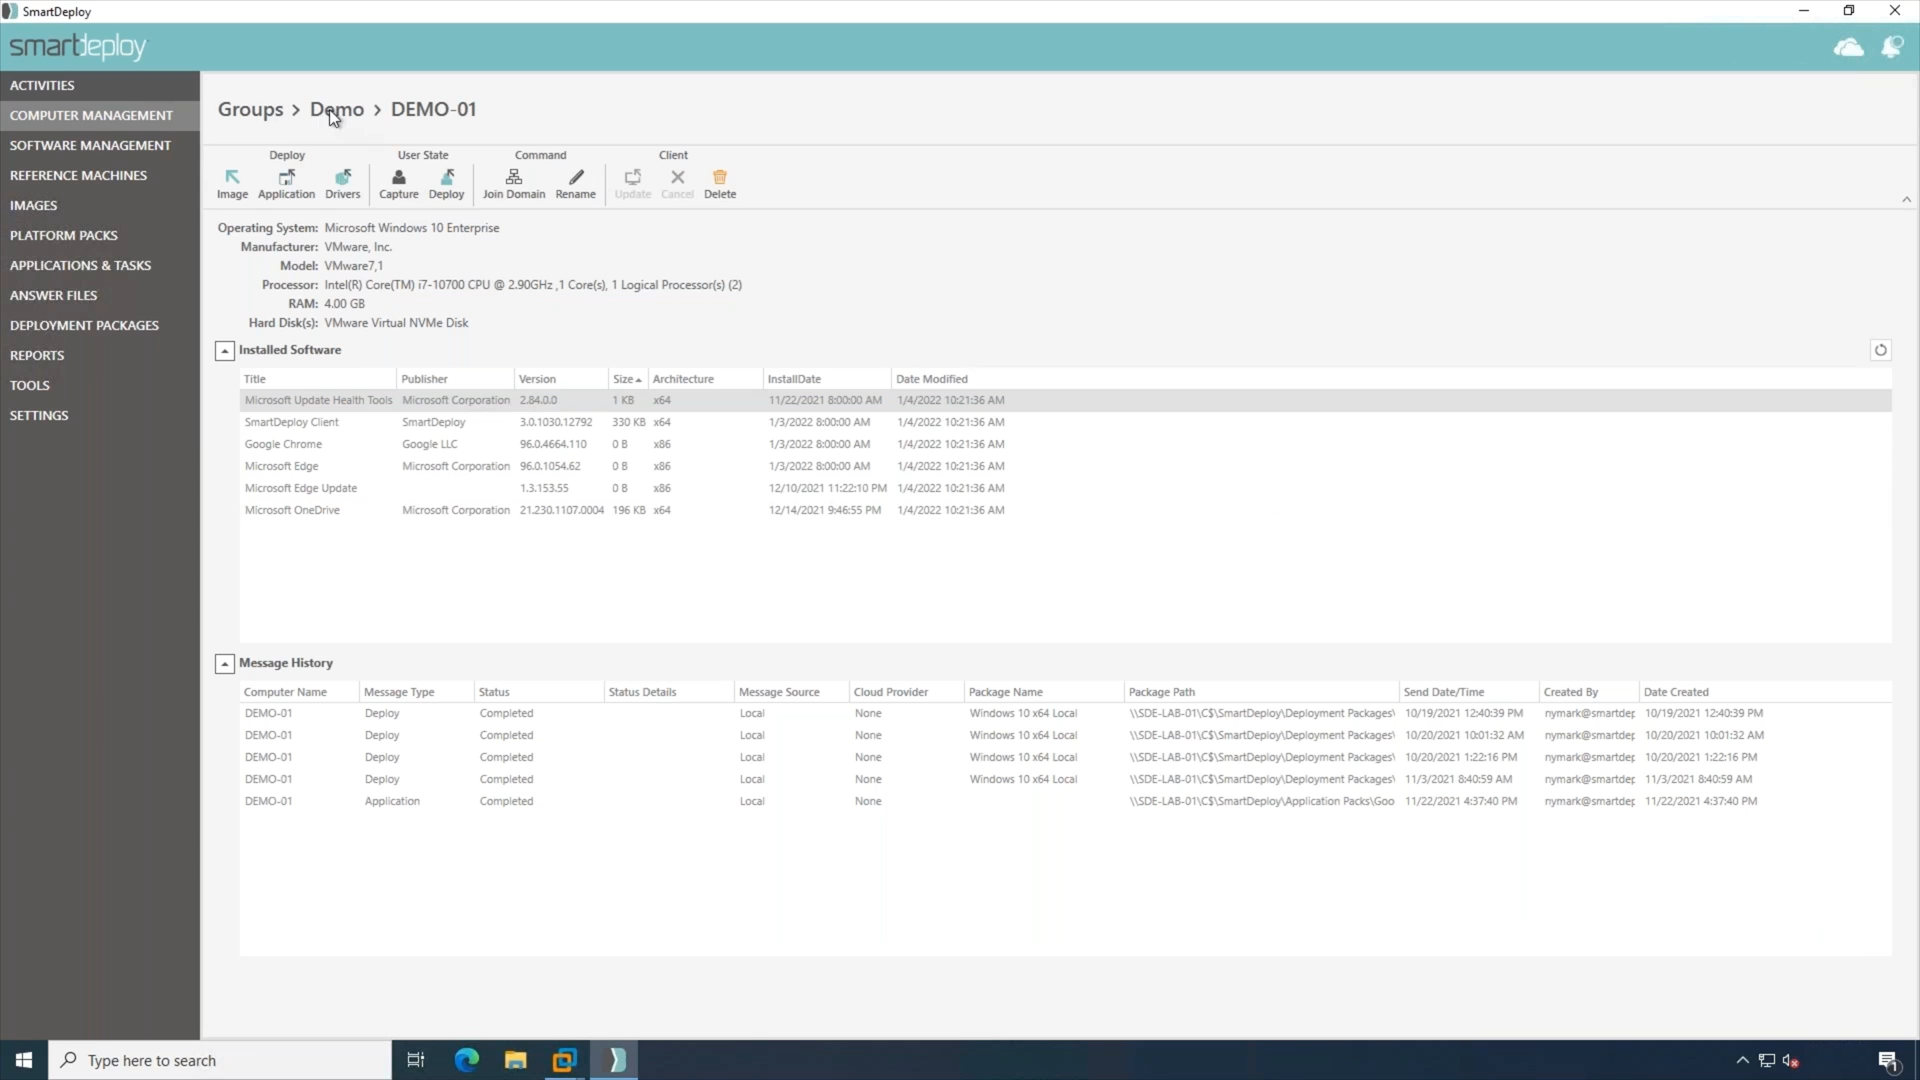 SmartDeploy
smartdeploy
ACTIVITIES
COMPUTER MANAGEMENT
SOFTWARE MANAGEMENT
REFERENCE MACHINES
IMAGES
PLATFORM PACKS
APPLICATIONS & TASKS
ANSWER FILES
DEPLOYMENT PACKAGES
REPORTS
TOOLS
SETTINGS
Groups > Demo > DEMO-01
Deploy User State Command Client
Image Application Drivers Capture Deploy Join Domain Rename Update Cancel Delete
Operating System: Microsoft Windows 10 Enterprise
Manufacturer: VMware, Inc.
Model: VMware7,1
Processor: Intel(R) Core(TM) i7-10700 CPU @ 2.90GHz ,1 Core(s), 1 Logical Processor(s) (2)
RAM: 4.00 GB
Hard Disk(s): VMware Virtual NVMe Disk
Installed Software
Title Publisher Version Size Architecture InstallDate Date Modified
Microsoft Update Health Tools Microsoft Corporation 2.84.0.0 1 KB x64 11/22/2021 8:00:00 AM 1/4/2022 10:21:36 AM
SmartDeploy Client SmartDeploy 3.0.1030.12792 330 KB x64 1/3/2022 8:00:00 AM 1/4/2022 10:21:36 AM
Google Chrome Google LLC 96.0.4664.110 0 B x86 1/3/2022 8:00:00 AM 1/4/2022 10:21:36 AM
Microsoft Edge Microsoft Corporation 96.0.1054.62 0 B x86 1/3/2022 8:00:00 AM 1/4/2022 10:21:36 AM
Microsoft Edge Update 1.3.153.55 0 B x86 12/10/2021 11:22:10 PM 1/4/2022 10:21:36 AM
Microsoft OneDrive Microsoft Corporation 21.230.1107.0004 196 KB x64 12/14/2021 9:46:55 PM 1/4/2022 10:21:36 AM
Message History
Computer Name Message Type Status Status Details Message Source Cloud Provider Package Name Package Path Send Date/Time Created By Date Created
DEMO-01 Deploy Completed Local None Windows 10 x64 Local \\SDE-LAB-01\C$\SmartDeploy\Deployment Packages\ 10/19/2021 12:40:39 PM nymark@smartdep 10/19/2021 12:40:39 PM
DEMO-01 Deploy Completed Local None Windows 10 x64 Local \\SDE-LAB-01\C$\SmartDeploy\Deployment Packages\ 10/20/2021 10:01:32 AM nymark@smartdep 10/20/2021 10:01:32 AM
DEMO-01 Deploy Completed Local None Windows 10 x64 Local \\SDE-LAB-01\C$\SmartDeploy\Deployment Packages\ 10/20/2021 1:22:16 PM nymark@smartdep 10/20/2021 1:22:16 PM
DEMO-01 Deploy Completed Local None Windows 10 x64 Local \\SDE-LAB-01\C$\SmartDeploy\Deployment Packages\ 11/3/2021 8:40:59 AM nymark@smartdep 11/3/2021 8:40:59 AM
DEMO-01 Application Completed Local None \\SDE-LAB-01\C$\SmartDeploy\Application Packs\Goo 11/22/2021 4:37:40 PM nymark@smartdep 11/22/2021 4:37:40 PM
Type here to search
1